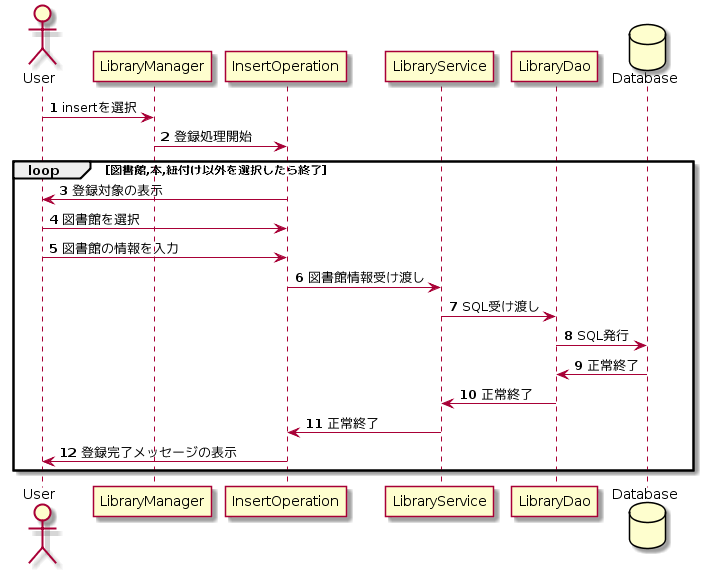 User
LibraryManager
InsertOperation
LibraryService
LibraryDao
Database
1 insertを選択
2 登録処理開始
loop
[図書館,本,紐付け以外を選択したら終了]
3 登録対象の表示
4 図書館を選択
5 図書館の情報を入力
6 図書館情報受け渡し
7 SQL受け渡し
8 SQL発行
9 正常終了
10 正常終了
11 正常終了
12 登録完了メッセージの表示
User
LibraryManager
InsertOperation
LibraryService
LibraryDao
Database